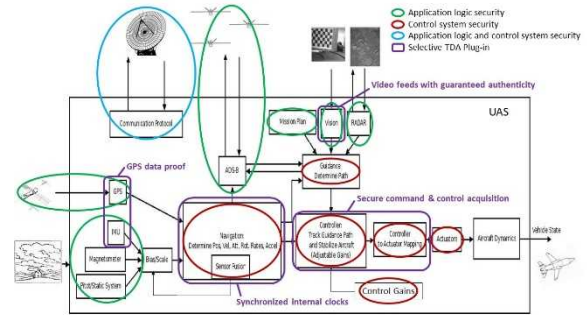 Application logic security
Control system security
Application logic and control system security
Selective TDA Plug-in
Video feeds with guaranteed authenticity
UAS
Communication Protocol
Mission Plan
Vision
RADAR
GPS data proof
ADS-B
Guidance
Determine Path
Secure command & control acquisition
GPS
IMU
Magnetometer
Pitot/Static System
Bias/Scale
Navigation
Determine Pos, Vel, Att, Rot. Rates, Accel
Sensor Fusion
Controller:
Track Guidance Path
and Stabilize Aircraft
(Adjustable Gains)
Controller
to Actuator Mapping
Actuators
Aircraft Dynamics
Vehicle State
Control Gains
Synchronized internal clocks